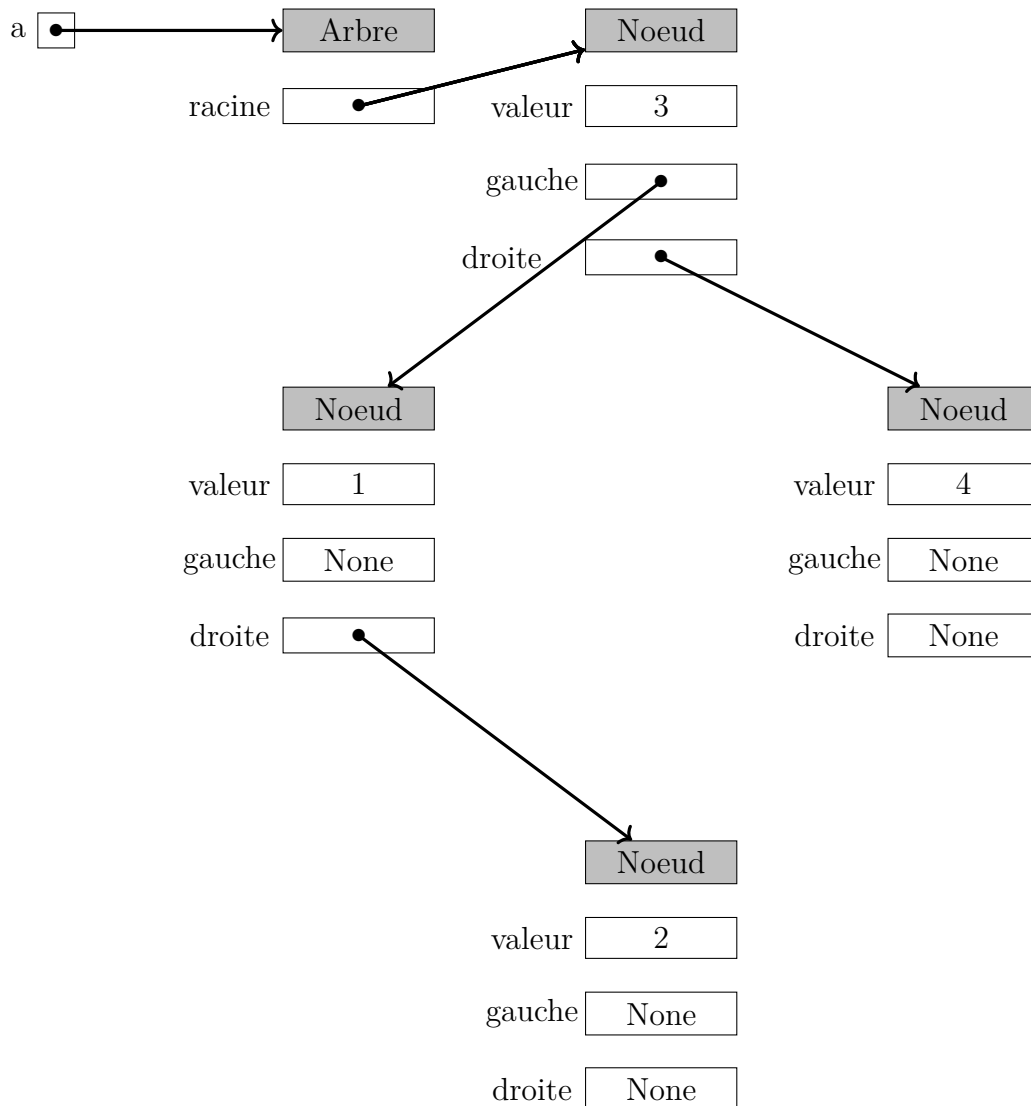 a Arbre Noeud
racine valeur 3
gauche
droite
Noeud Noeud
valeur 1 valeur 4
gauche None gauche None
droite droite None
Noeud
valeur 2
gauche None
droite None